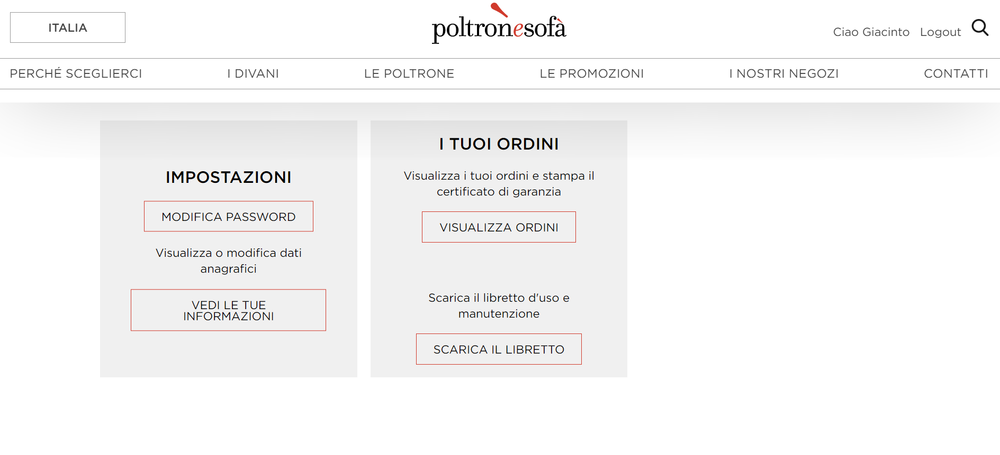 ITALIA
poltronesofà
Ciao Giacinto Logout
PERCHÉ SCEGLIERCI I DIVANI LE POLTRONE LE PROMOZIONI I NOSTRI NEGOZI CONTATTI
IMPOSTAZIONI
MODIFICA PASSWORD
Visualizza o modifica dati
anagrafici
VEDI LE TUE
INFORMAZIONI
I TUOI ORDINI
Visualizza i tuoi ordini e stampa il
certificato di garanzia
VISUALIZZA ORDINI
Scarica il libretto d'uso e
manutenzione
SCARICA IL LIBRETTO